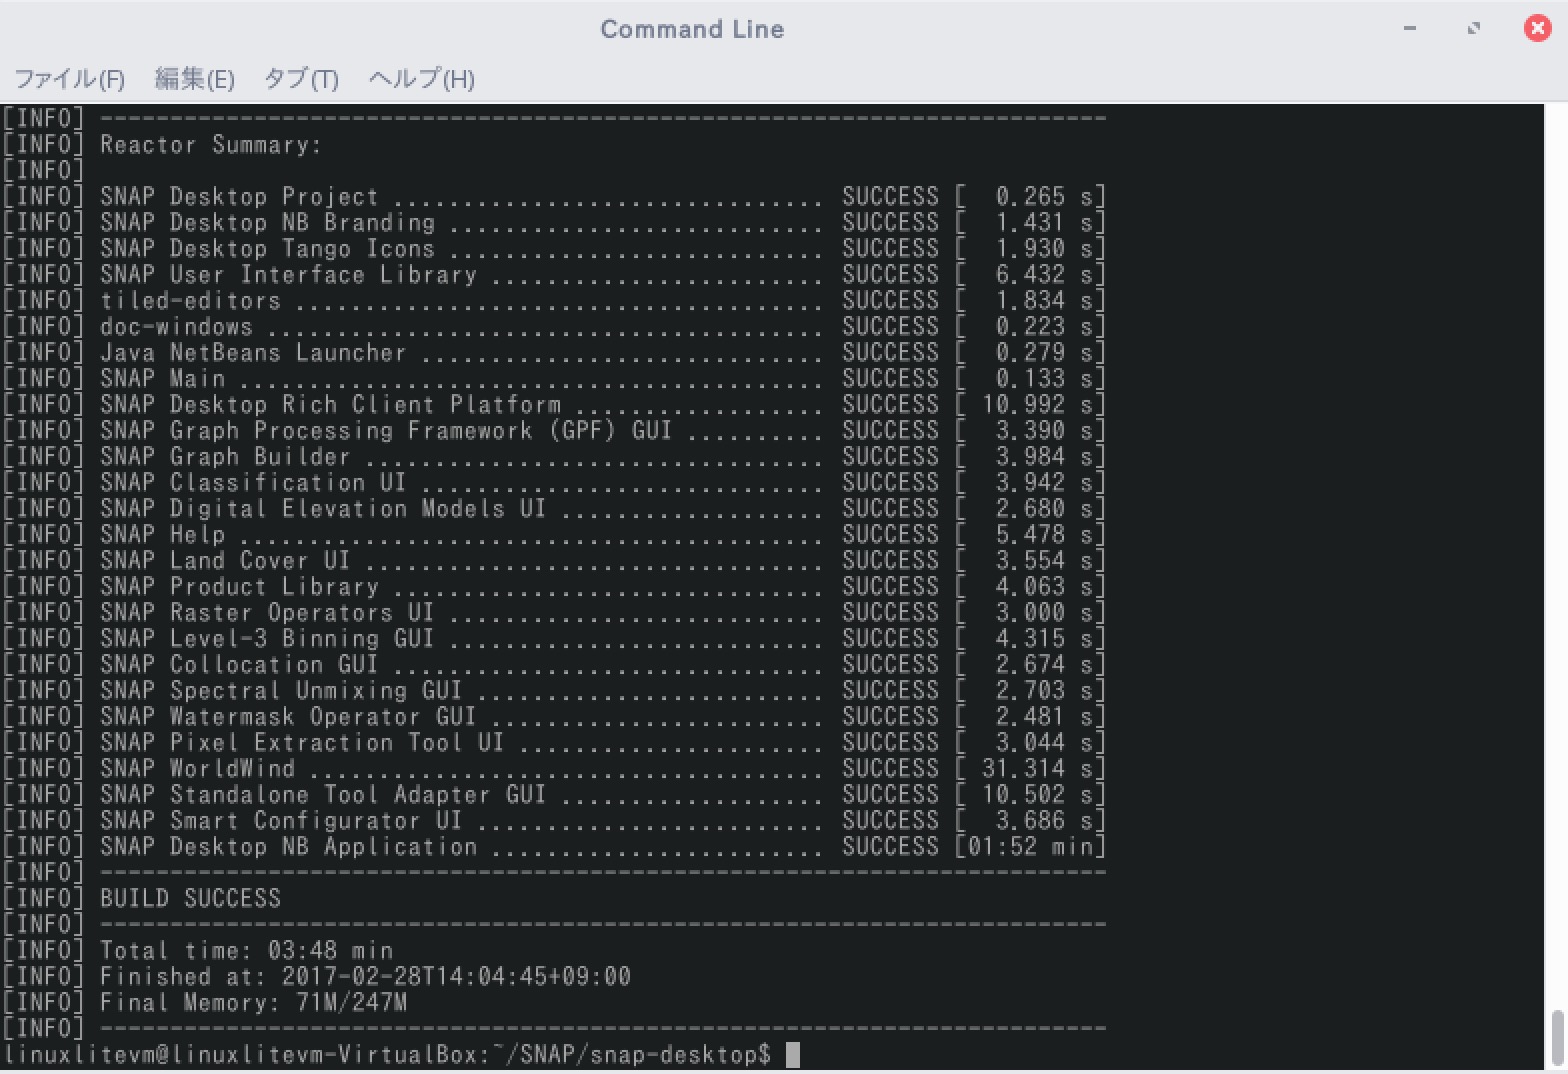 Command Line
ファイル(F) 編集(E) タブ(T) ヘルプ(H)
[INFO] ------------------------------------------------------------------------
[INFO] Reactor Summary:
[INFO]
[INFO] SNAP Desktop Project ............................... SUCCESS [  0.265 s]
[INFO] SNAP Desktop NB Branding ........................... SUCCESS [  1.431 s]
[INFO] SNAP Desktop Tango Icons ........................... SUCCESS [  1.930 s]
[INFO] SNAP User Interface Library ........................ SUCCESS [  6.432 s]
[INFO] tiled-editors ...................................... SUCCESS [  1.834 s]
[INFO] doc-windows ........................................ SUCCESS [  0.223 s]
[INFO] Java NetBeans Launcher ............................. SUCCESS [  0.279 s]
[INFO] SNAP Main .......................................... SUCCESS [  0.133 s]
[INFO] SNAP Desktop Rich Client Platform .................. SUCCESS [ 10.992 s]
[INFO] SNAP Graph Processing Framework (GPF) GUI .......... SUCCESS [  3.390 s]
[INFO] SNAP Graph Builder ................................. SUCCESS [  3.984 s]
[INFO] SNAP Classification UI ............................. SUCCESS [  3.942 s]
[INFO] SNAP Digital Elevation Models UI ................... SUCCESS [  2.680 s]
[INFO] SNAP Help .......................................... SUCCESS [  5.478 s]
[INFO] SNAP Land Cover UI ................................. SUCCESS [  3.554 s]
[INFO] SNAP Product Library ............................... SUCCESS [  4.063 s]
[INFO] SNAP Raster Operators UI ........................... SUCCESS [  3.000 s]
[INFO] SNAP Level-3 Binning GUI ........................... SUCCESS [  4.315 s]
[INFO] SNAP Collocation GUI ............................... SUCCESS [  2.674 s]
[INFO] SNAP Spectral Unmixing GUI ......................... SUCCESS [  2.703 s]
[INFO] SNAP Watermask Operator GUI ........................ SUCCESS [  2.481 s]
[INFO] SNAP Pixel Extraction Tool UI ...................... SUCCESS [  3.044 s]
[INFO] SNAP WorldWind ..................................... SUCCESS [ 31.314 s]
[INFO] SNAP Standalone Tool Adapter GUI ................... SUCCESS [ 10.502 s]
[INFO] SNAP Smart Configurator UI ......................... SUCCESS [  3.686 s]
[INFO] SNAP Desktop NB Application ........................ SUCCESS [01:52 min]
[INFO] ------------------------------------------------------------------------
[INFO] BUILD SUCCESS
[INFO] ------------------------------------------------------------------------
[INFO] Total time: 03:48 min
[INFO] Finished at: 2017-02-28T14:04:45+09:00
[INFO] Final Memory: 71M/247M
[INFO] ------------------------------------------------------------------------
linuxlitevm@linuxlitevm-VirtualBox:~/SNAP/snap-desktop$